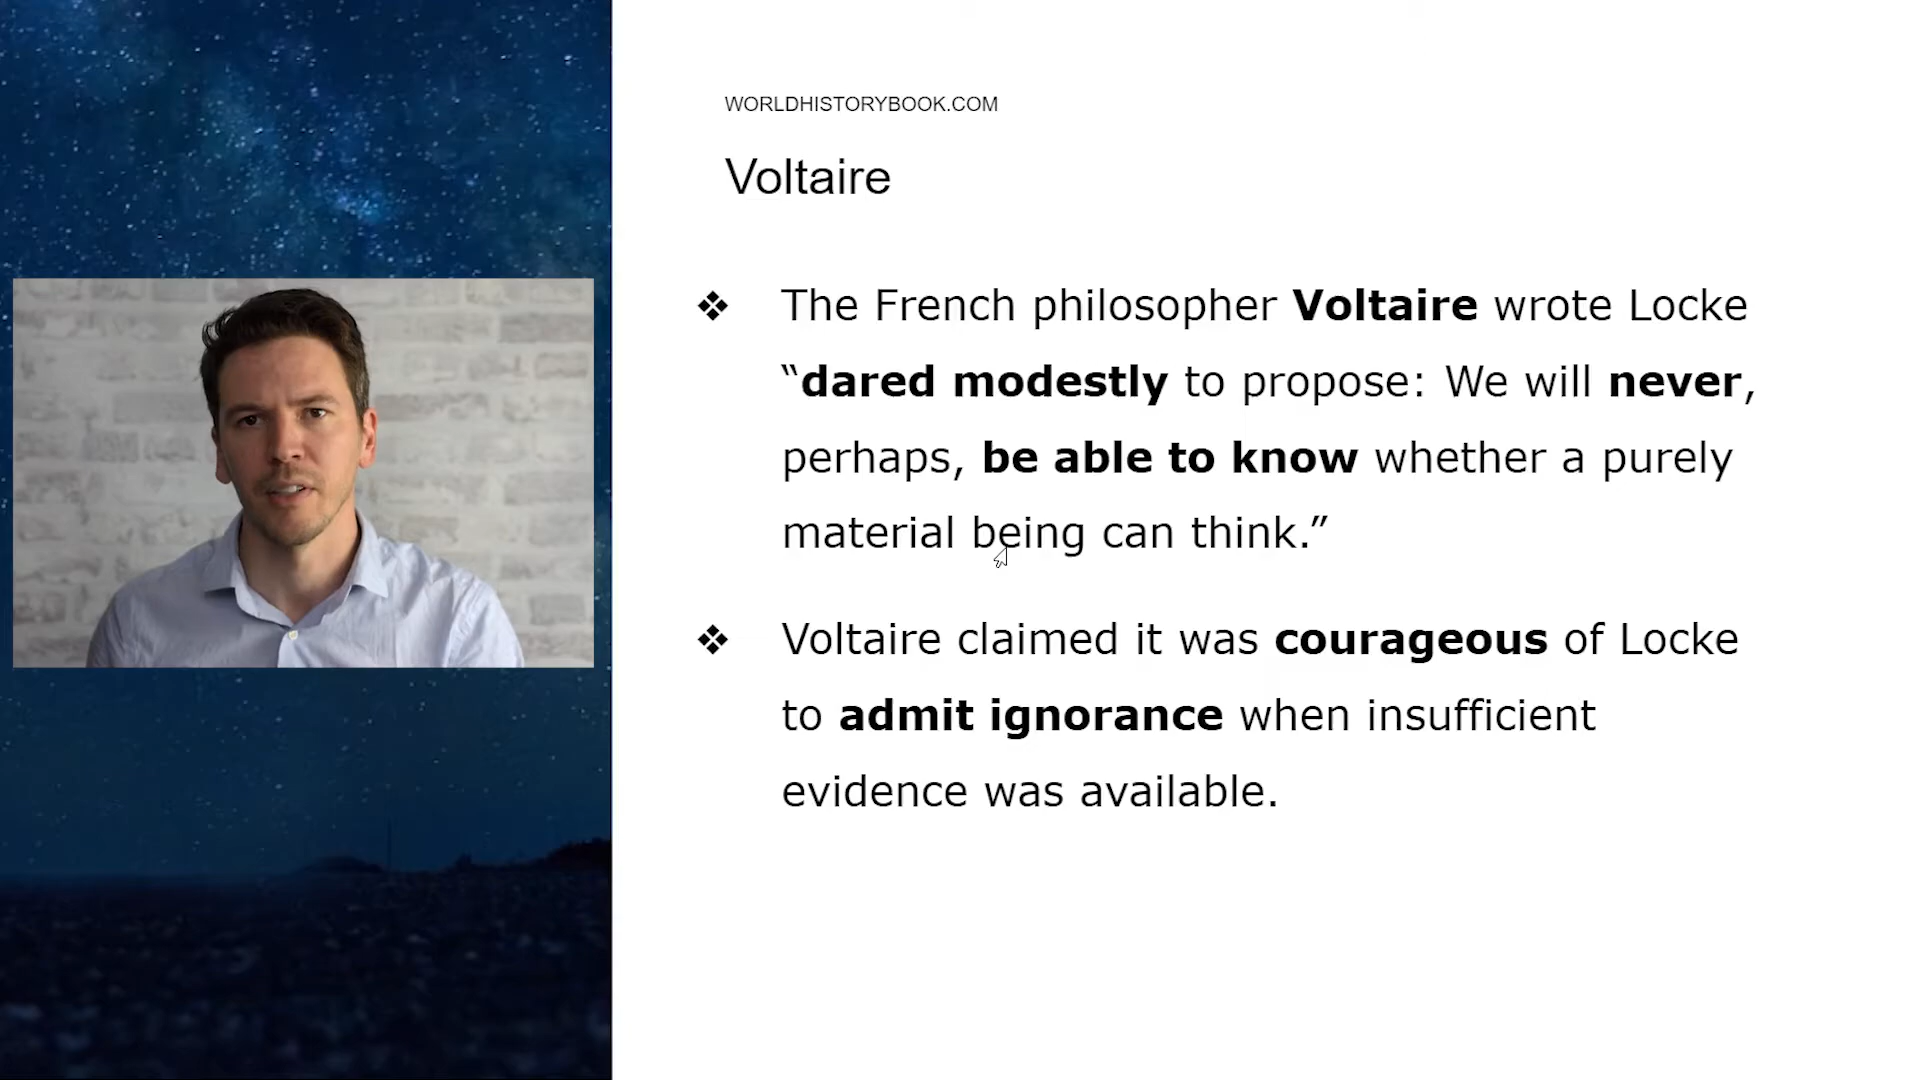 WORLDHISTORYBOOK.COM
Voltaire
❖ The French philosopher Voltaire wrote Locke
“dared modestly to propose: We will never,
perhaps, be able to know whether a purely
material being can think.”
❖ Voltaire claimed it was courageous of Locke
to admit ignorance when insufficient
evidence was available.